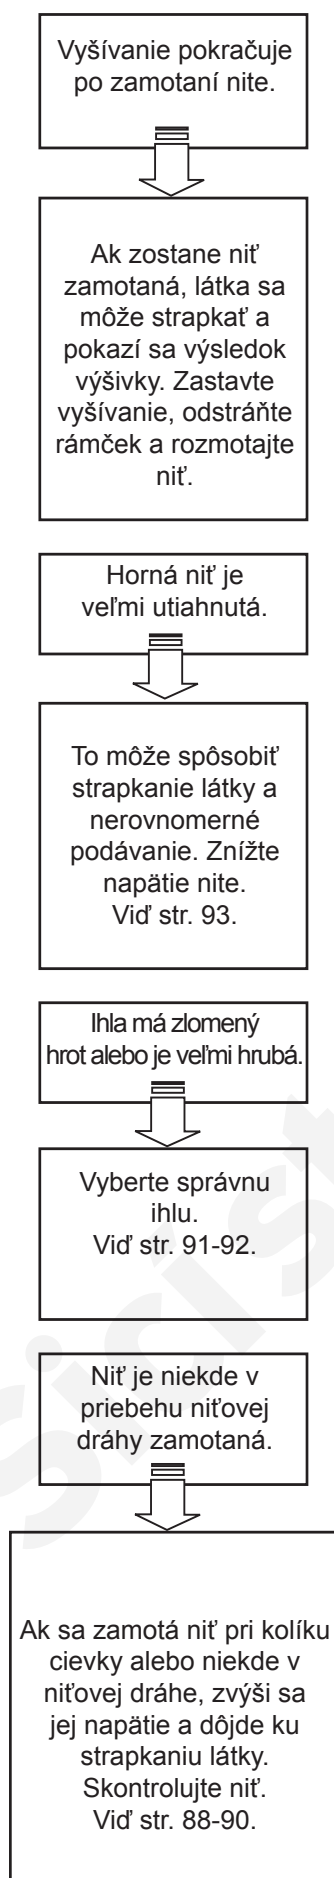 Vyšívanie pokračuje
po zamotaní nite.
Ak zostane niť
zamotaná, látka sa
môže strapkať a
pokazí sa výsledok
výšivky. Zastavte
vyšívanie, odstráňte
rámček a rozmotajte
niť.
Horná niť je
veľmi utiahnutá.
To môže spôsobiť
strapkanie látky a
nerovnomerné
podávanie. Znížte
napätie nite.
Viď str. 93.
Ihla má zlomený
hrot alebo je veľmi hrubá.
Vyberte správnu
ihlu.
Viď str. 91-92.
Niť je niekde v
priebehu niťovej
dráhy zamotaná.
Ak sa zamotá niť pri kolíku
cievky alebo niekde v
niťovej dráhe, zvýši sa
jej napätie a dôjde ku
strapkaniu látky.
Skontrolujte niť.
Viď str. 88-90.